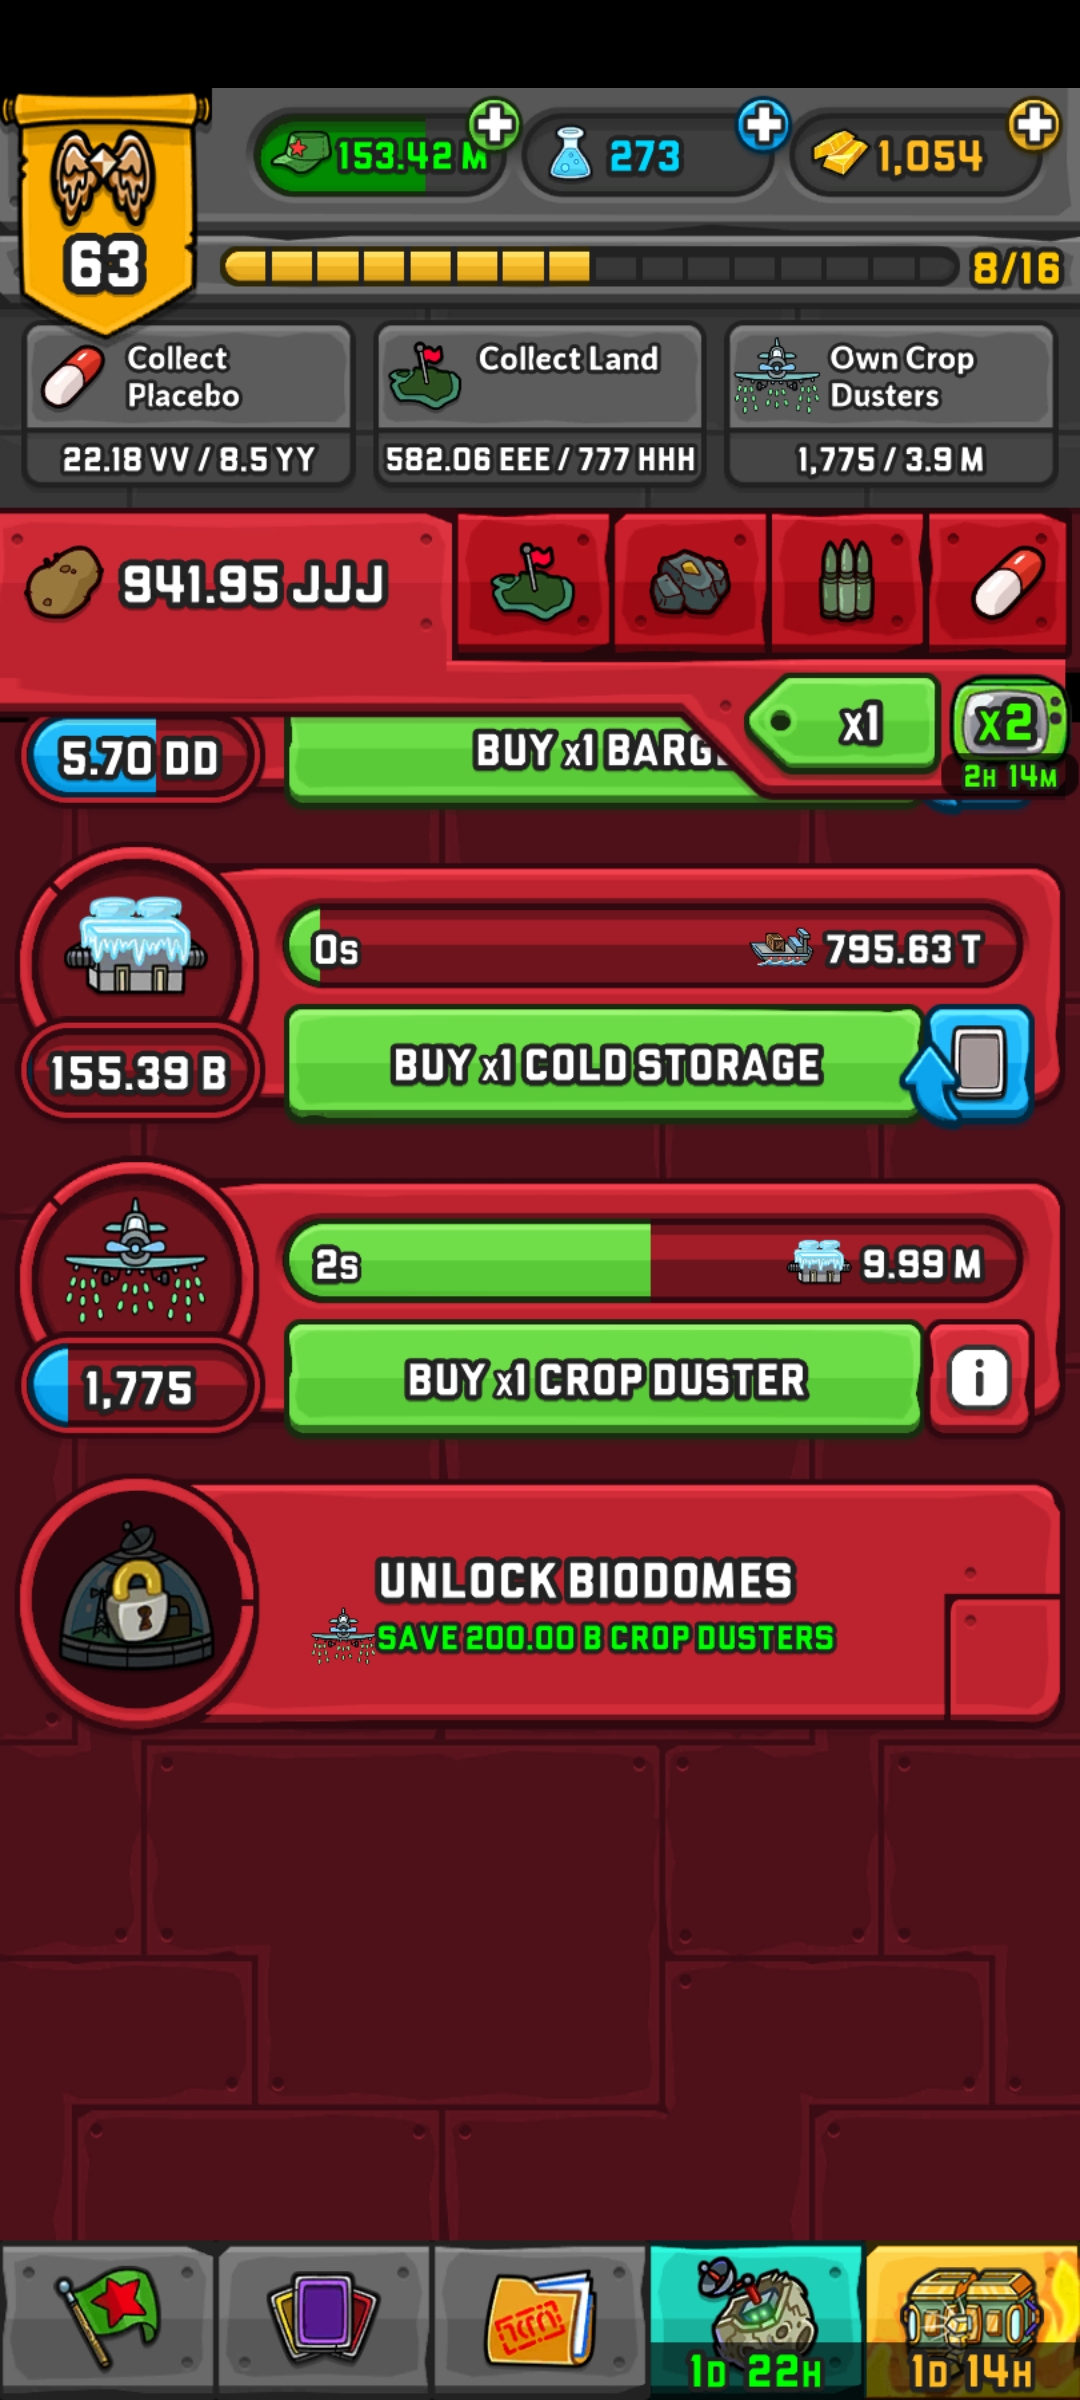 63
153.42 M
273
1,054
8/16
Collect
Placebo
22.18 VV / 8.5 YY
Collect Land
582.06 EEE / 777 HHH
Own Crop
Dusters
1,775 / 3.9 M
941.95 JJJ
x1
x2
2H 14M
5.70 DD
BUY x1 BARG
0s
795.63 T
155.39 B
BUY x1 COLD STORAGE
2s
9.99 M
1,775
BUY x1 CROP DUSTER
i
UNLOCK BIODOMES
SAVE 200.00 B CROP DUSTERS
1D 22H
1D 14H